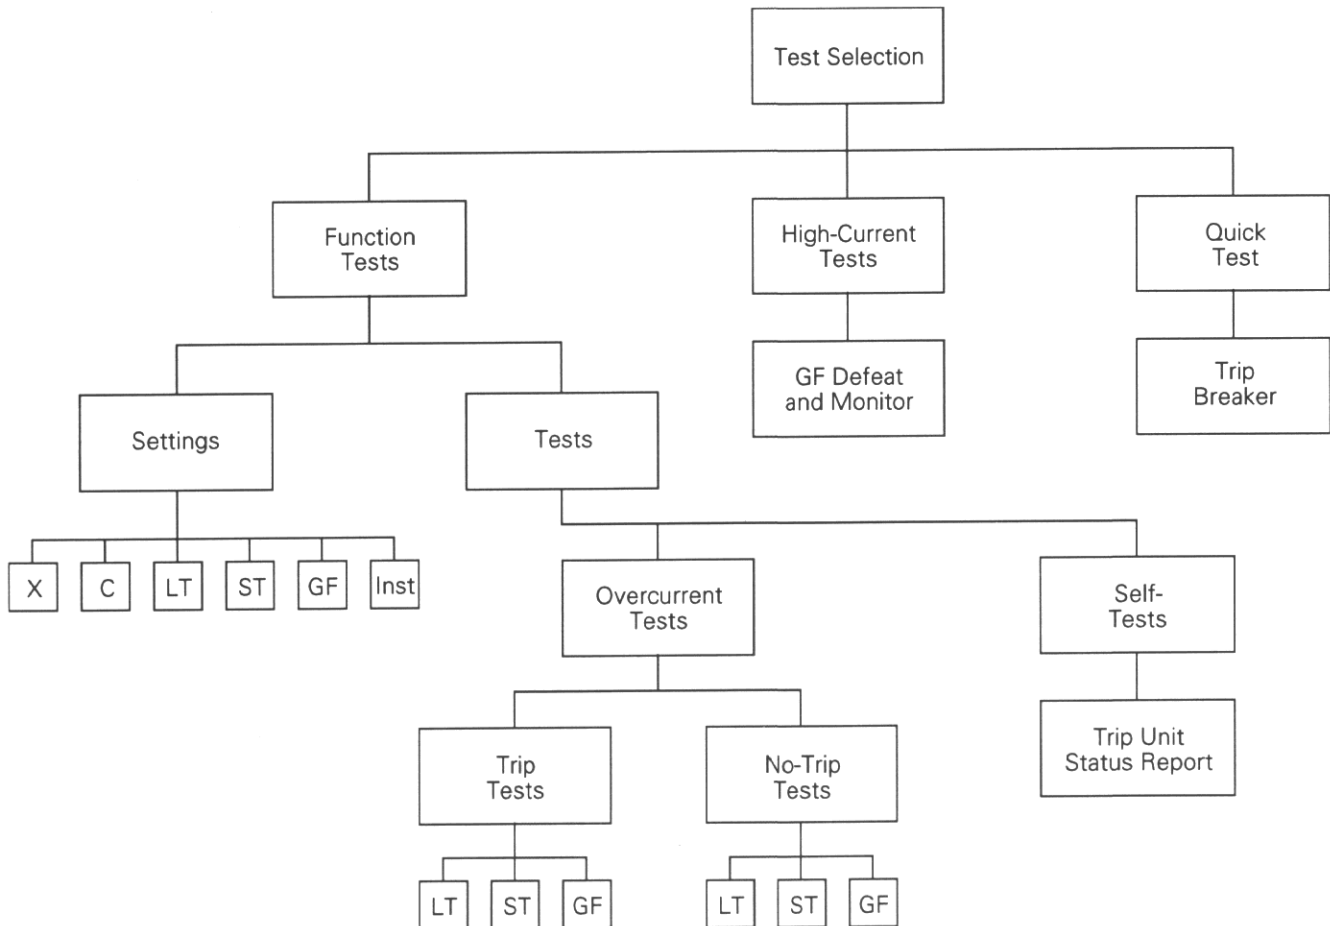 Test Selection
Function
Tests
High-Current
Tests
Quick
Test
GF Defeat
and Monitor
Trip
Breaker
Settings
Tests
X
C
LT
ST
GF
Inst
Overcurrent
Tests
Self-
Tests
Trip
Tests
No-Trip
Tests
Trip Unit
Status Report
LT
ST
GF
LT
ST
GF